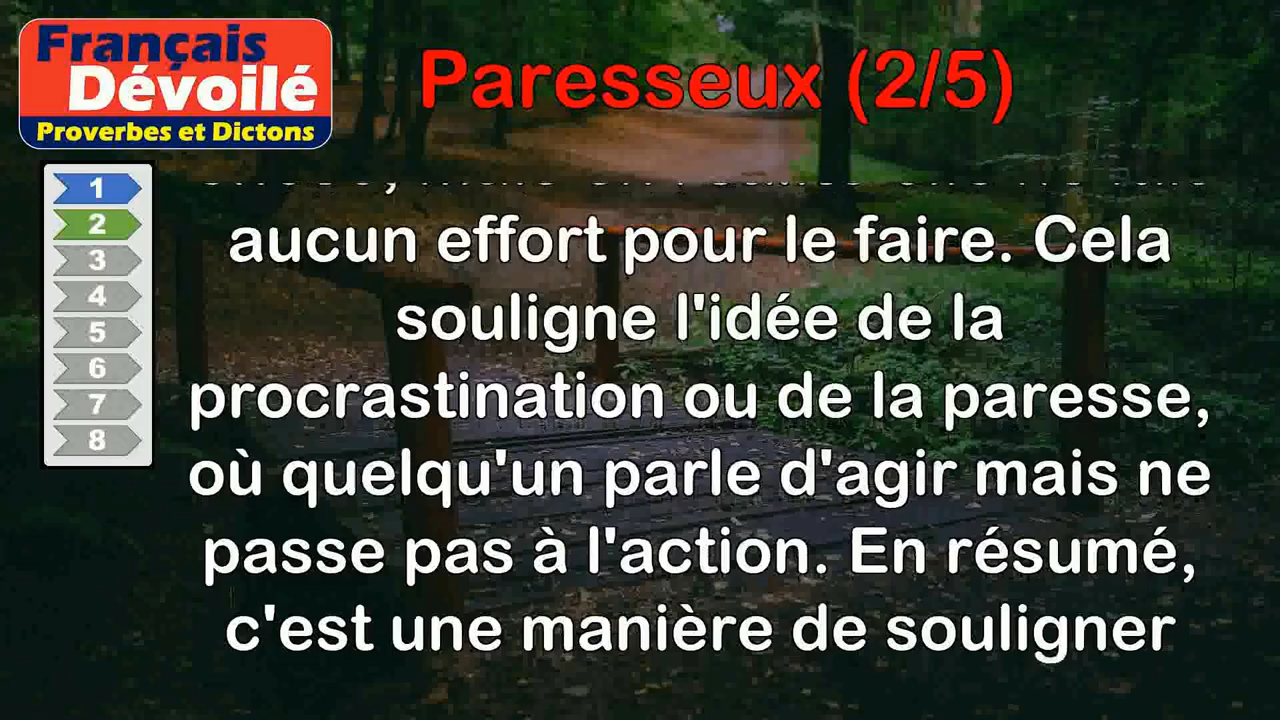 Français
Dévoilé
Proverbes et Dictons
Paresseux (2/5)
1
2
3
4
5
6
7
8
aucun effort pour le faire. Cela
souligne l'idée de la
procrastination ou de la paresse,
où quelqu'un parle d'agir mais ne
passe pas à l'action. En résumé,
c'est une manière de souligner